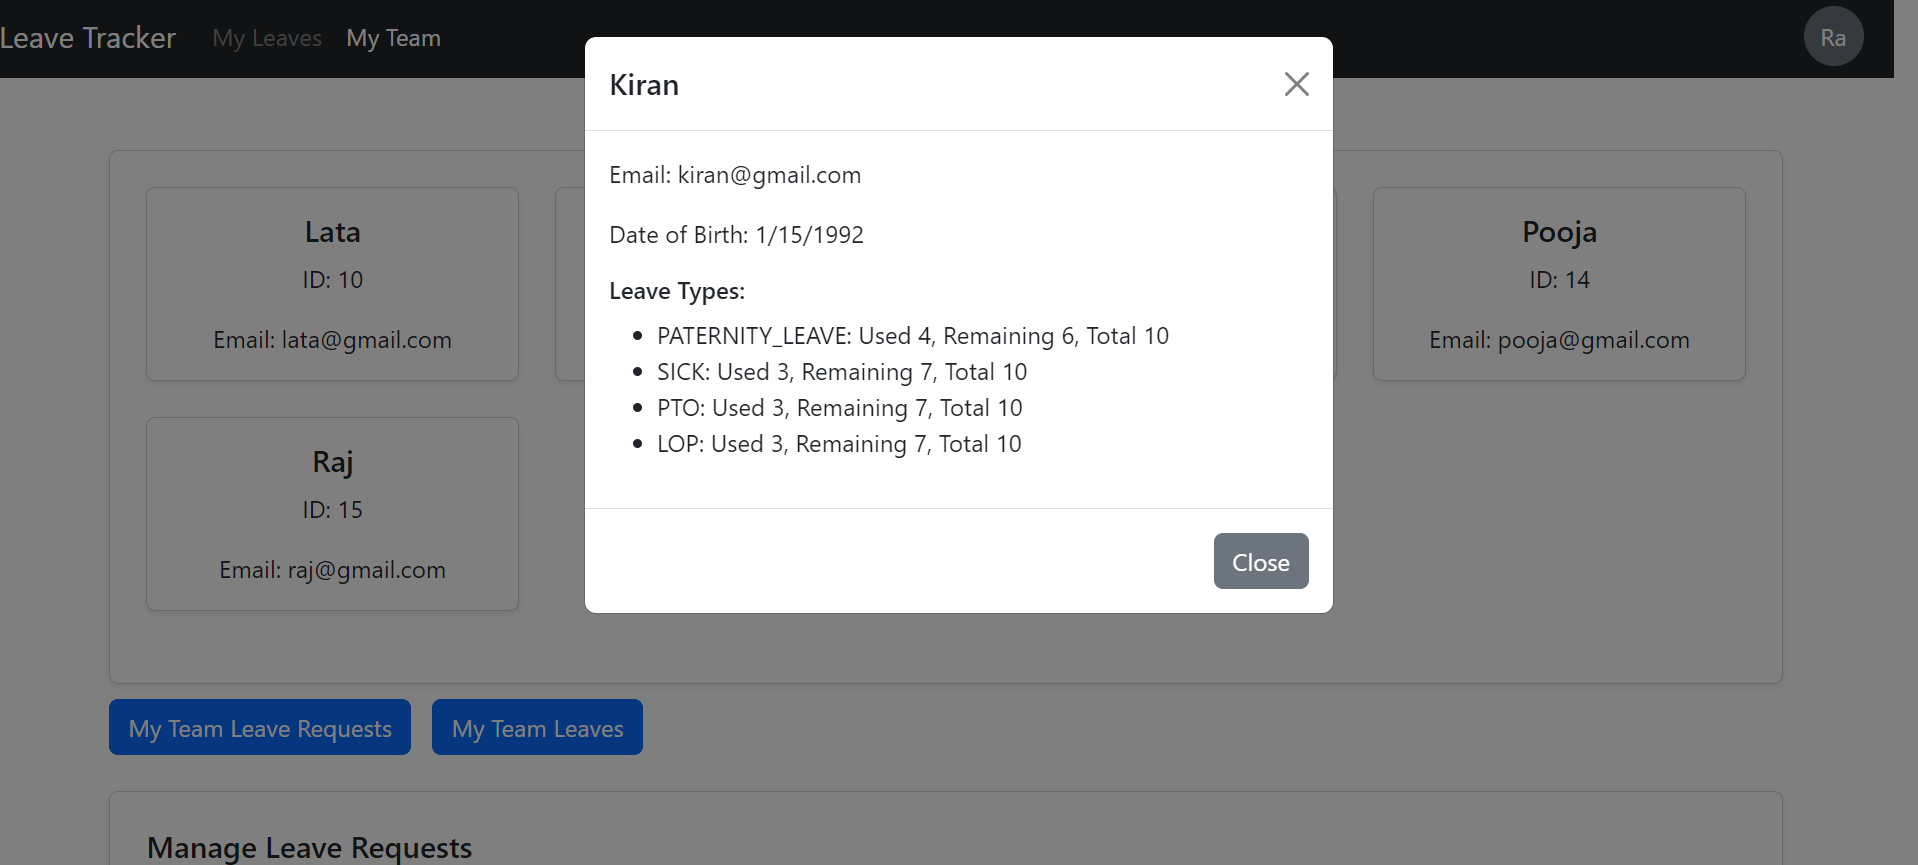 Leave Tracker My Leaves My Team Ra
Kiran
Email: kiran@gmail.com
Date of Birth: 1/15/1992
Leave Types:
• PATERNITY_LEAVE: Used 4, Remaining 6, Total 10
• SICK: Used 3, Remaining 7, Total 10
• PTO: Used 3, Remaining 7, Total 10
• LOP: Used 3, Remaining 7, Total 10
Close
Lata
ID: 10
Email: lata@gmail.com
Pooja
ID: 14
Email: pooja@gmail.com
Raj
ID: 15
Email: raj@gmail.com
My Team Leave Requests My Team Leaves
Manage Leave Requests